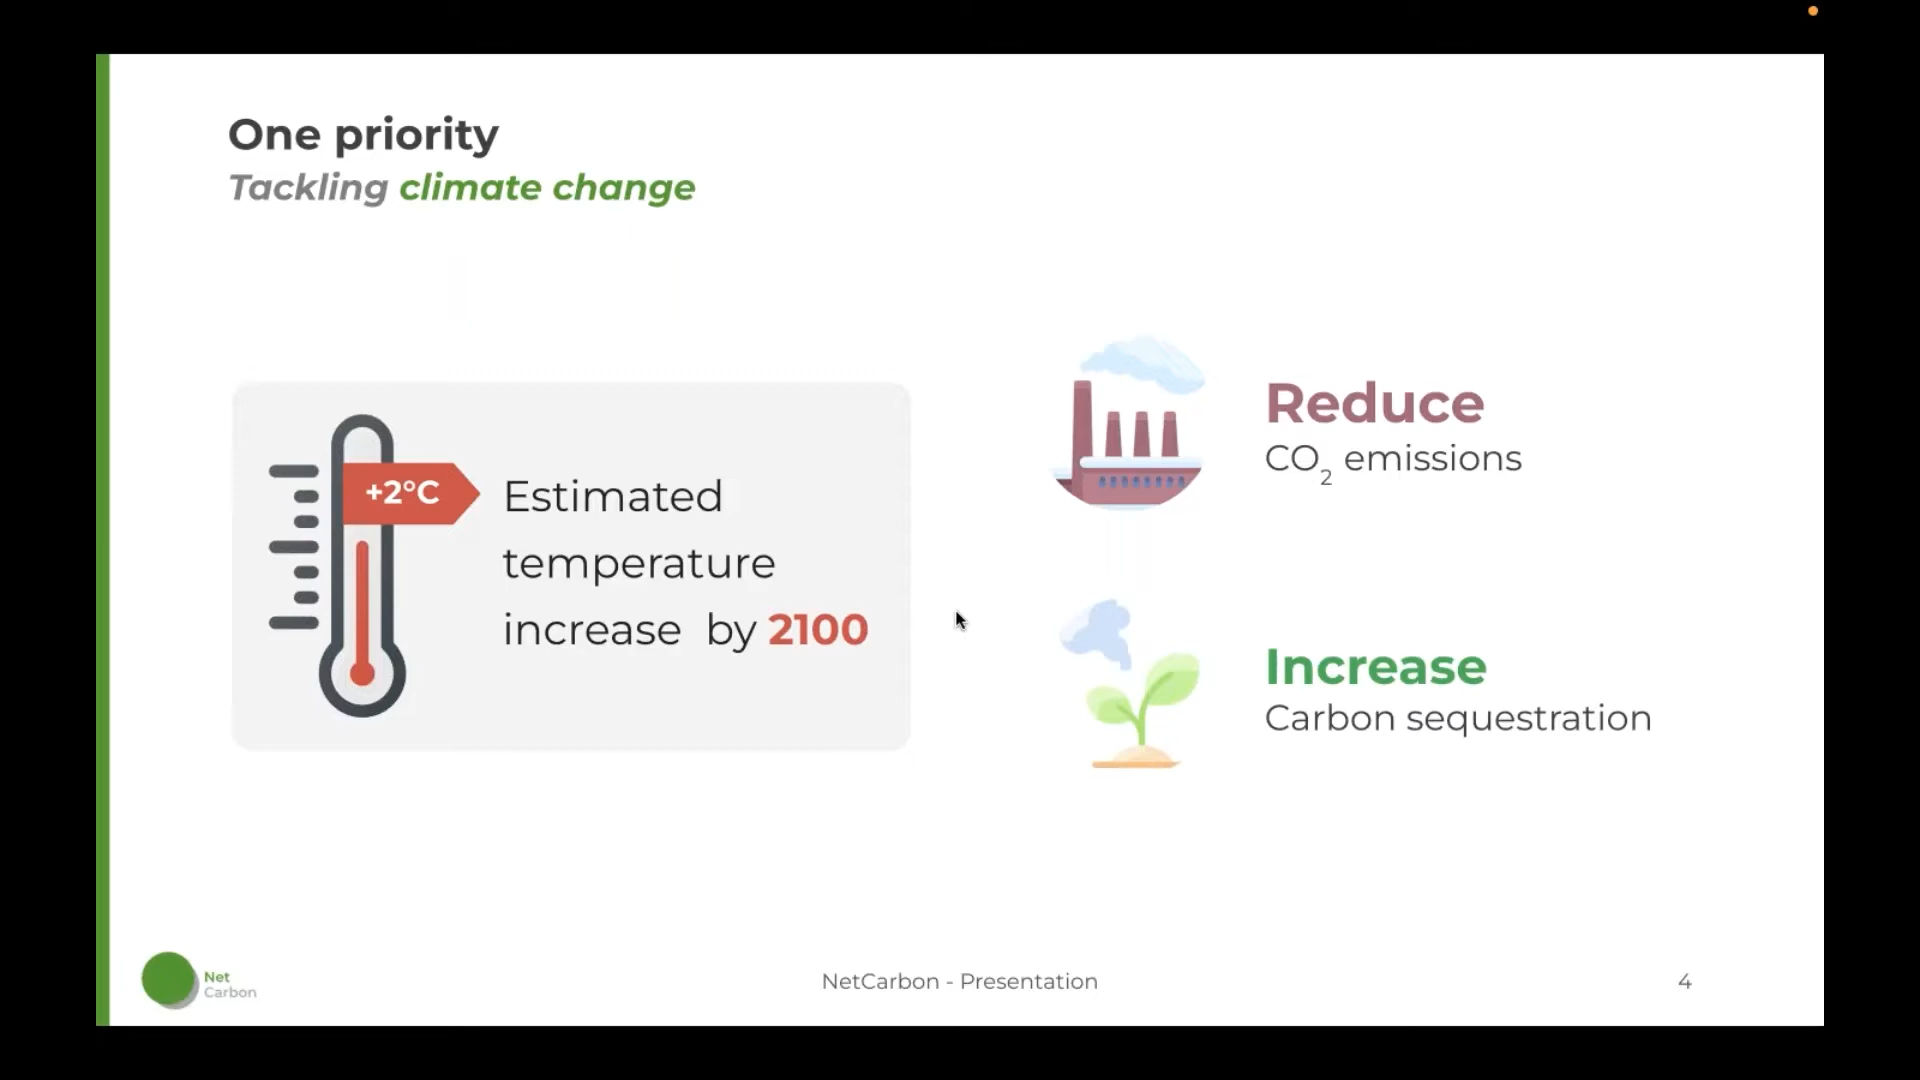 One priority
Tackling climate change
+2°C
Estimated
temperature
increase by 2100
Reduce
CO₂ emissions
Increase
Carbon sequestration
Net
Carbon
NetCarbon - Presentation
4